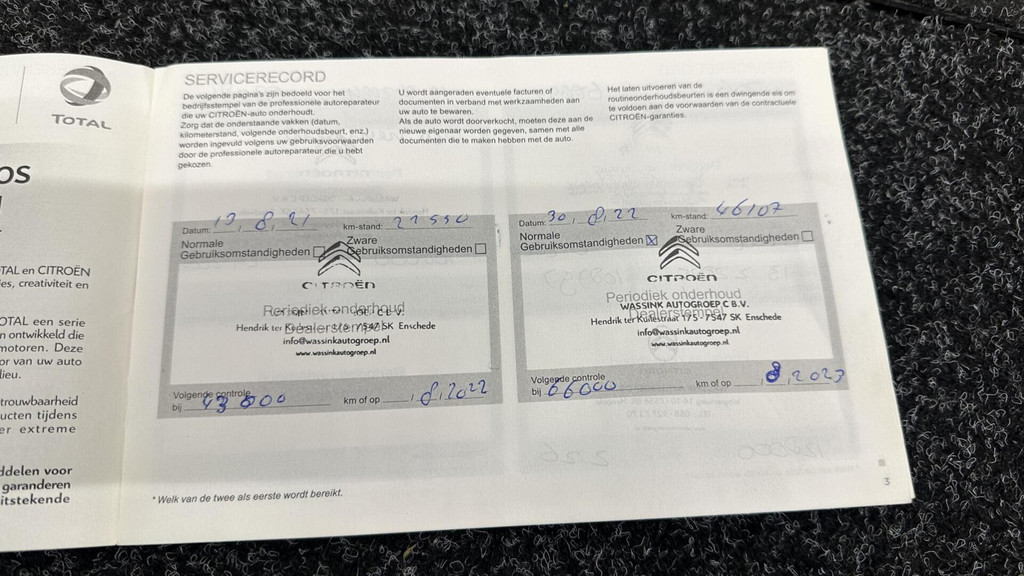 TOTAL
OS
TAL en CITROËN
es, creativiteit en
OTAL een serie
n ontwikkeld die
motoren. Deze
or van uw auto
lieu.
trouwbaarheid
ucten tijdens
er extreme
ddelen voor
garanderen
itstekende
SERVICERECORD
De volgende pagina's zijn bedoeld voor het
bedrijfsstempel van de professionele autoreparateur
die uw CITROËN-auto onderhoudt.
Zorg dat de onderstaande vakken (datum,
kilometerstand, volgende onderhoudsbeurt, enz.)
worden ingevuld volgens uw gebruiksvoorwaarden
door de professionele autoreparateur die u hebt
gekozen.
U wordt aangeraden eventuele facturen of
documenten in verband met werkzaamheden aan
uw auto te bewaren.
Als de auto wordt doorverkocht, moeten deze aan de
nieuwe eigenaar worden gegeven, samen met alle
documenten die te maken hebben met de auto.
Het laten uitvoeren van de
routineonderhoudsbeurten is een dwingende eis om
te voldoen aan de voorwaarden van de contractuele
CITROËN-garanties.
Datum: 13, 8, 21 km-stand: 21550
Normale Gebruiksomstandigheden
Zware Gebruiksomstandigheden
CITROËN
Periodiek onderhoud
Dealerstempel
Hendrik ter 7547 SK Enschede
info@wassinkautogroep.nl
www.wassinkautogroep.nl
Volgende controle
bij 43000 km of op , 8, 2022
Datum: 30, 8, 22 km-stand: 46107
Normale Gebruiksomstandigheden X
Zware Gebruiksomstandigheden
CITROËN
Periodiek onderhoud
WASSINK AUTOGROEP C B.V.
Dealerstempel
Hendrik ter Kuilestraat 175 - 7547 SK Enschede
info@wassinkautogroep.nl
www.wassinkautogroep.nl
Volgende controle
bij 66000 km of op 8, 2023
* Welk van de twee als eerste wordt bereikt.
3